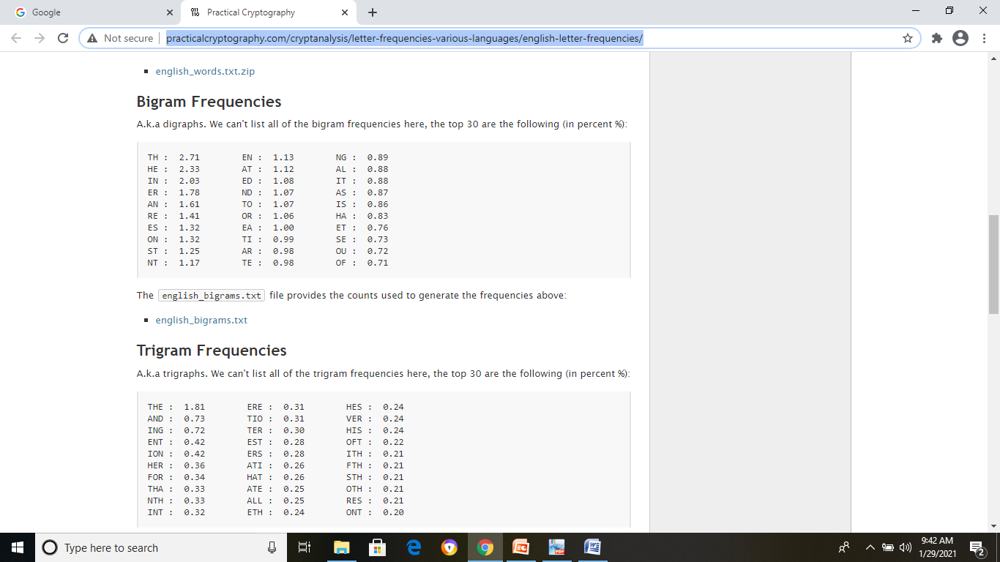 Google
Practical Cryptography
Not secure
practicalcryptography.com/cryptanalysis/letter-frequencies-various-languages/english-letter-frequencies/
english_words.txt.zip
Bigram Frequencies
A.k.a digraphs. We can't list all of the bigram frequencies here, the top 30 are the following (in percent %):
TH : 2.71 EN : 1.13 NG : 0.89
HE : 2.33 AT : 1.12 AL : 0.88
IN : 2.03 ED : 1.08 IT : 0.88
ER : 1.78 ND : 1.07 AS : 0.87
AN : 1.61 TO : 1.07 IS : 0.86
RE : 1.41 OR : 1.06 HA : 0.83
ES : 1.32 EA : 1.00 ET : 0.76
ON : 1.32 TI : 0.99 SE : 0.73
ST : 1.25 AR : 0.98 OU : 0.72
NT : 1.17 TE : 0.98 OF : 0.71
The english_bigrams.txt file provides the counts used to generate the frequencies above:
english_bigrams.txt
Trigram Frequencies
A.k.a trigraphs. We can't list all of the trigram frequencies here, the top 30 are the following (in percent %):
THE : 1.81 ERE : 0.31 HES : 0.24
AND : 0.73 TIO : 0.31 VER : 0.24
ING : 0.72 TER : 0.30 HIS : 0.24
ENT : 0.42 EST : 0.28 OFT : 0.22
ION : 0.42 ERS : 0.28 ITH : 0.21
HER : 0.36 ATI : 0.26 FTH : 0.21
FOR : 0.34 HAT : 0.26 STH : 0.21
THA : 0.33 ATE : 0.25 OTH : 0.21
NTH : 0.33 ALL : 0.25 RES : 0.21
INT : 0.32 ETH : 0.24 ONT : 0.20
Type here to search
9:42 AM
1/29/2021
2